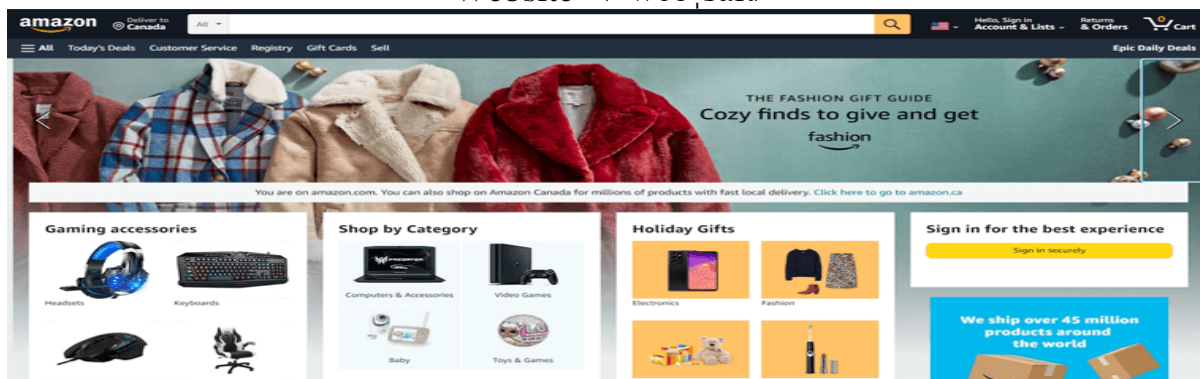 amazon
Deliver to
Canada
All
Hello, Sign in
Account & Lists
Returns
& Orders
0
Cart
All
Today's Deals
Customer Service
Registry
Gift Cards
Sell
Epic Daily Deals
THE FASHION GIFT GUIDE
Cozy finds to give and get
fashion
You are on amazon.com. You can also shop on Amazon Canada for millions of products with fast local delivery. Click here to go to amazon.ca
Gaming accessories
Headsets
Keyboards
Shop by Category
PREDATOR
Computers & Accessories
Video Games
Baby
Toys & Games
Holiday Gifts
Electronics
Fashion
Sign in for the best experience
Sign in securely
We ship over 45 million
products around
the world